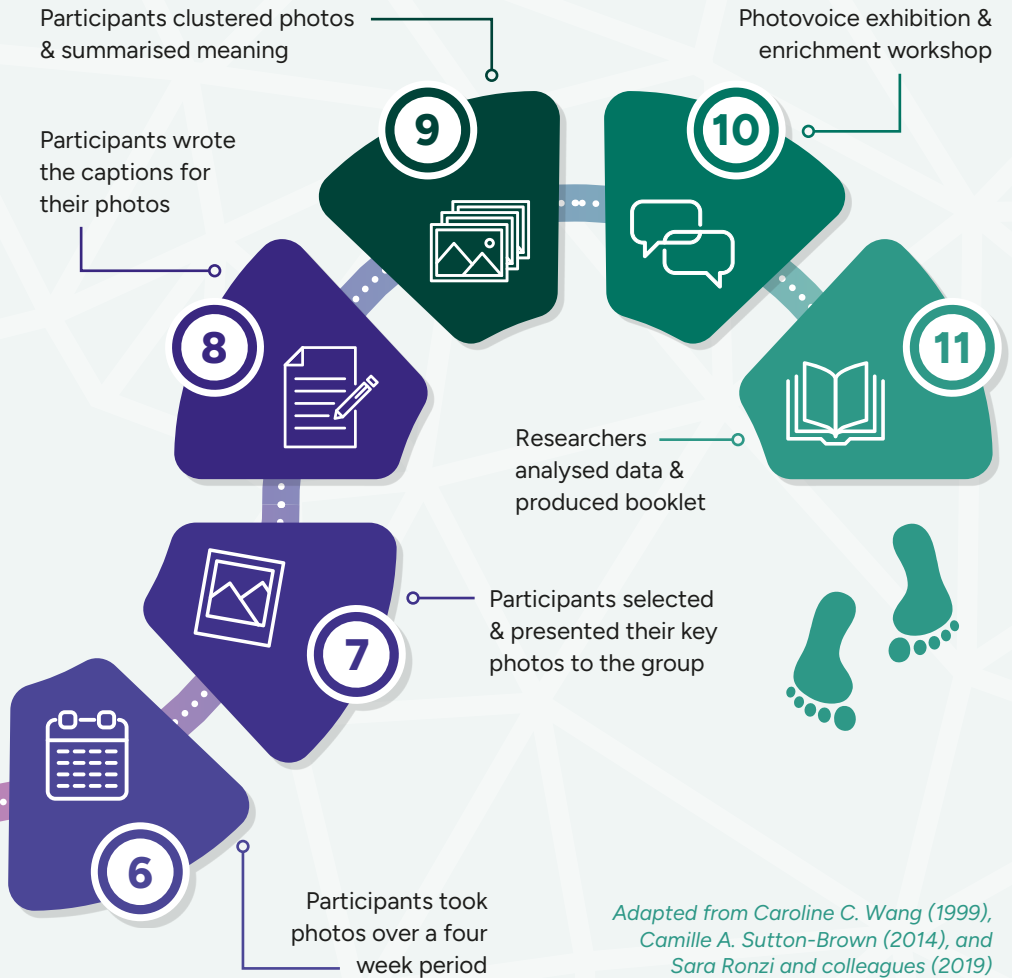 Participants clustered photos
& summarised meaning
9
Photovoice exhibition &
enrichment workshop
10
Participants wrote
the captions for
their photos
8
11
Researchers
analysed data &
produced booklet
Participants selected
& presented their key
photos to the group
7
6
Participants took
photos over a four
week period
Adapted from Caroline C. Wang (1999),
Camille A. Sutton-Brown (2014), and
Sara Ronzi and colleagues (2019)